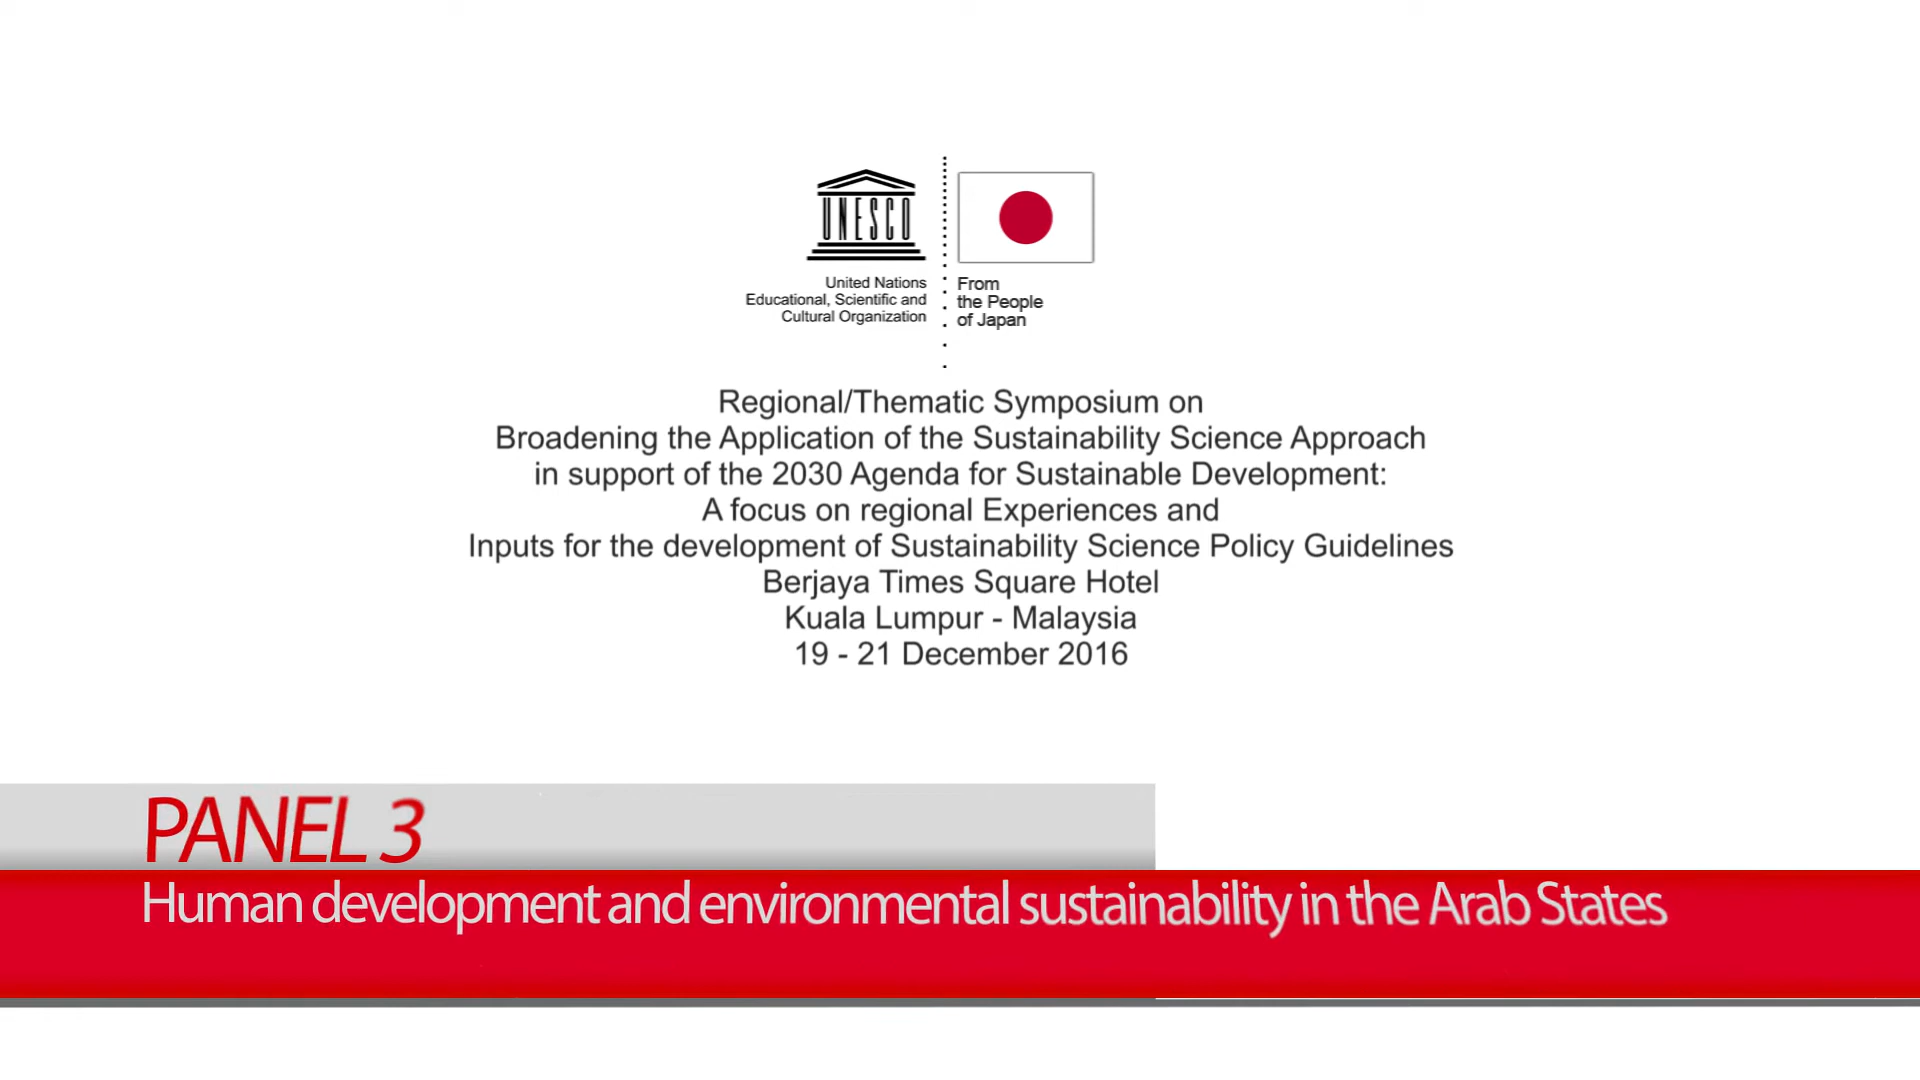 UNESCO
United Nations
Educational, Scientific and
Cultural Organization
From
the People
of Japan
Regional/Thematic Symposium on
Broadening the Application of the Sustainability Science Approach
in support of the 2030 Agenda for Sustainable Development:
A focus on regional Experiences and
Inputs for the development of Sustainability Science Policy Guidelines
Berjaya Times Square Hotel
Kuala Lumpur - Malaysia
19 - 21 December 2016
PANEL 3
Human development and environmental sustainability in the Arab States